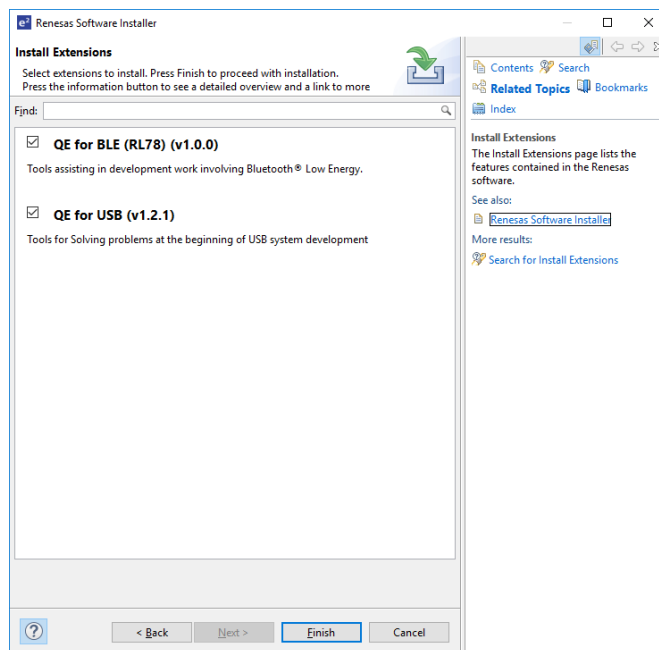 e² Renesas Software Installer
Install Extensions
Select extensions to install. Press Finish to proceed with installation.
Press the information button to see a detailed overview and a link to more
Find:
QE for BLE (RL78) (v1.0.0)
Tools assisting in development work involving Bluetooth® Low Energy.
QE for USB (v1.2.1)
Tools for Solving problems at the beginning of USB system development
? < Back Next > Finish Cancel
Contents Search
Related Topics Bookmarks
Index
Install Extensions
The Install Extensions page lists the
features contained in the Renesas
software.
See also:
Renesas Software Installer
More results:
Search for Install Extensions